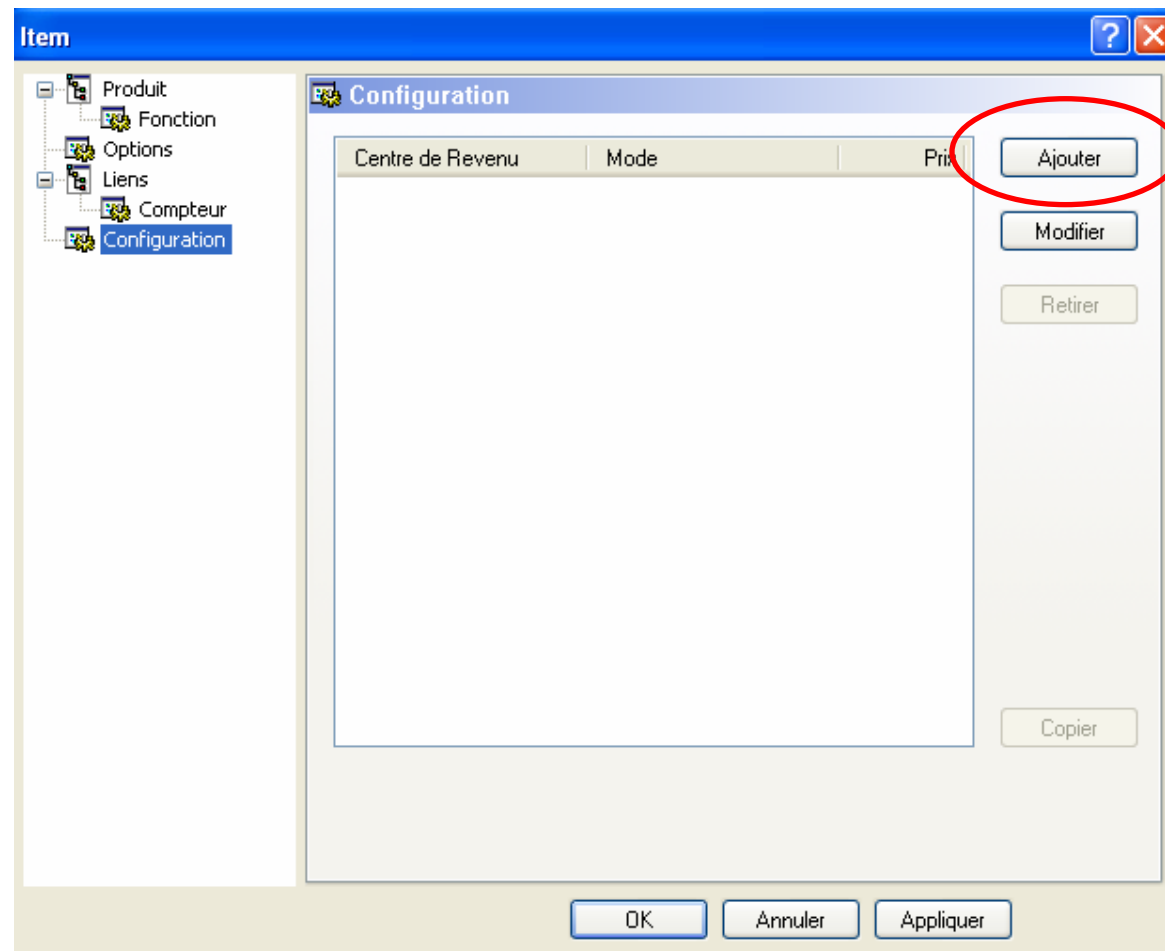 Item
Produit
Fonction
Options
Liens
Compteur
Configuration
Configuration
Centre de Revenu Mode Prix
Ajouter
Modifier
Retirer
Copier
OK Annuler Appliquer